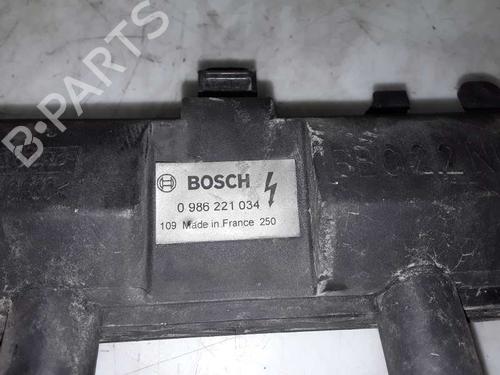 B-PARTS
BOSCH
0 986 221 034
109 Made in France 250